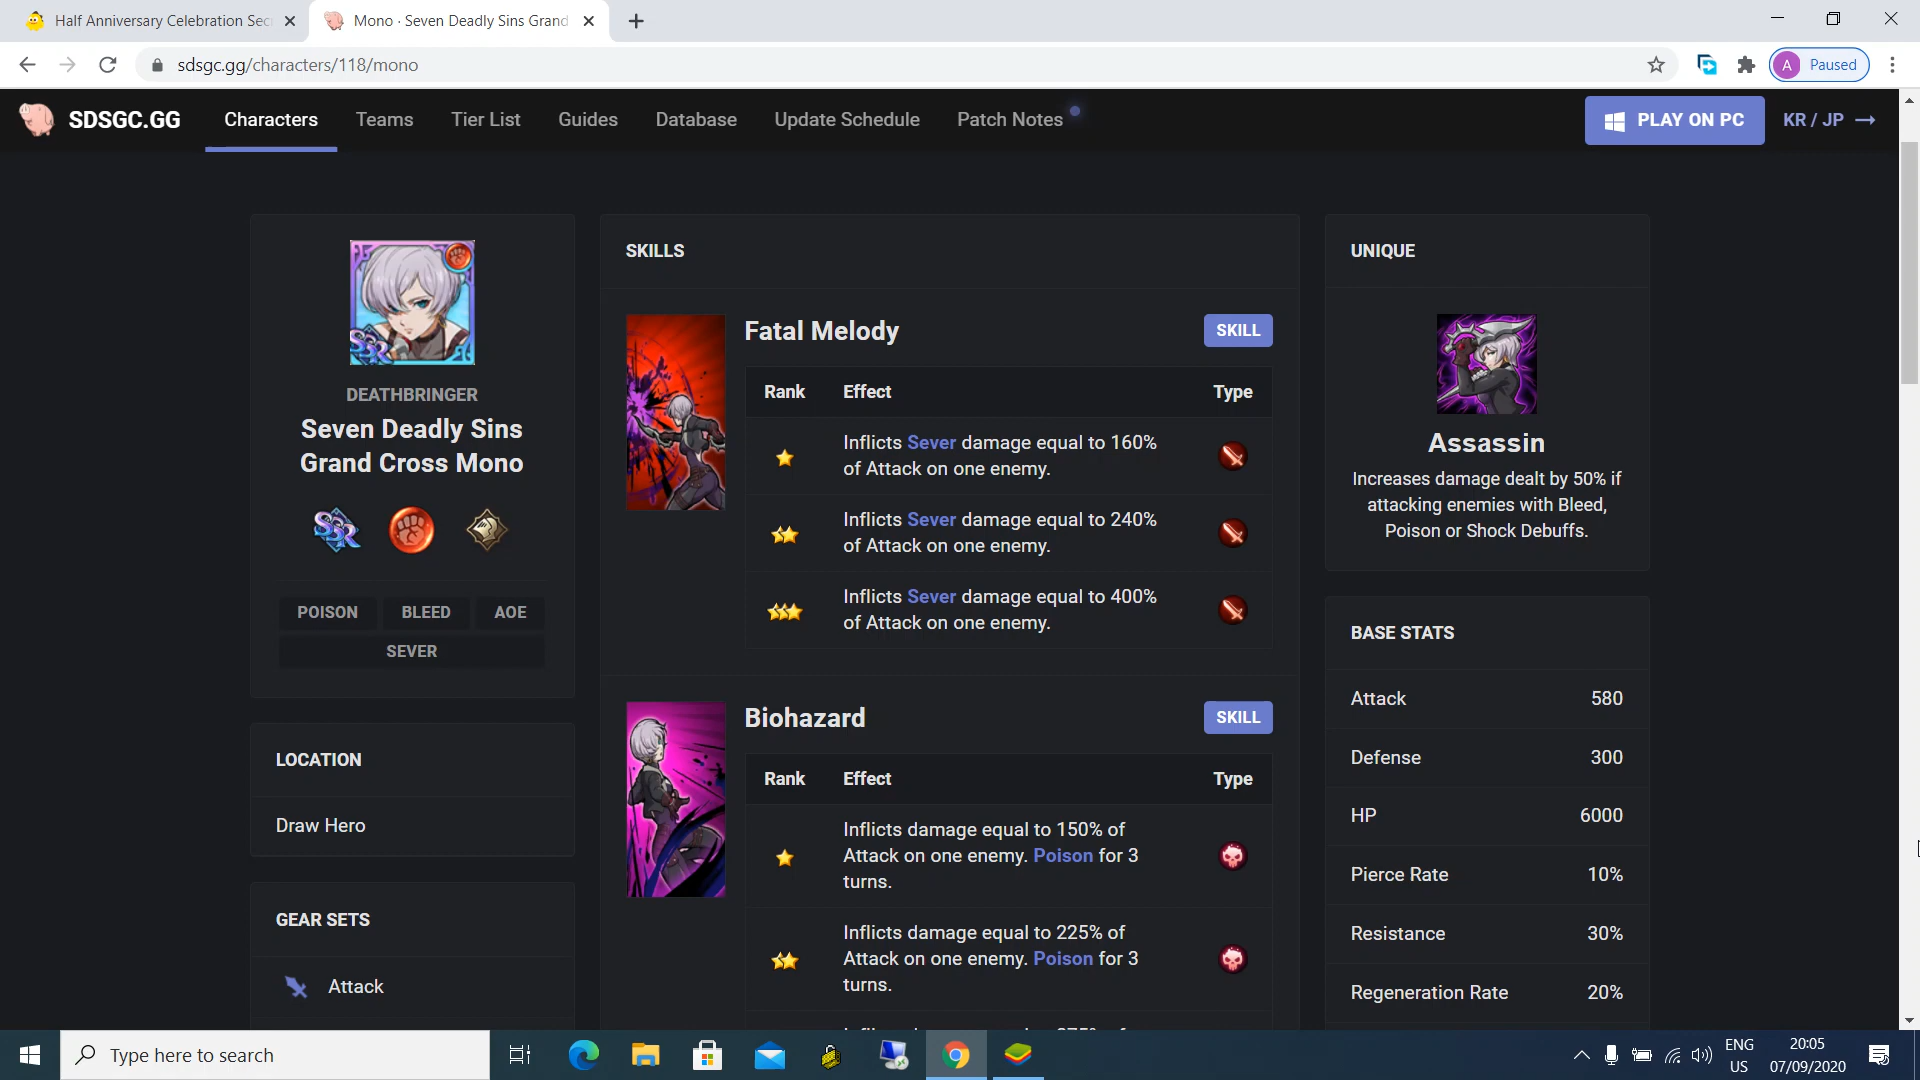 Half Anniversary Celebration Sec
Mono · Seven Deadly Sins Grand
sdsgc.gg/characters/118/mono
A Paused
SDSGC.GG Characters Teams Tier List Guides Database Update Schedule Patch Notes PLAY ON PC KR / JP →
DEATHBRINGER
Seven Deadly Sins
Grand Cross Mono
SSR
POISON BLEED AOE
SEVER
LOCATION
Draw Hero
GEAR SETS
Attack
SKILLS
Fatal Melody SKILL
Rank Effect Type
Inflicts Sever damage equal to 160%
of Attack on one enemy.
Inflicts Sever damage equal to 240%
of Attack on one enemy.
Inflicts Sever damage equal to 400%
of Attack on one enemy.
Biohazard SKILL
Rank Effect Type
Inflicts damage equal to 150% of
Attack on one enemy. Poison for 3
turns.
Inflicts damage equal to 225% of
Attack on one enemy. Poison for 3
turns.
UNIQUE
Assassin
Increases damage dealt by 50% if
attacking enemies with Bleed,
Poison or Shock Debuffs.
BASE STATS
Attack 580
Defense 300
HP 6000
Pierce Rate 10%
Resistance 30%
Regeneration Rate 20%
Type here to search
ENG
US
20:05
07/09/2020